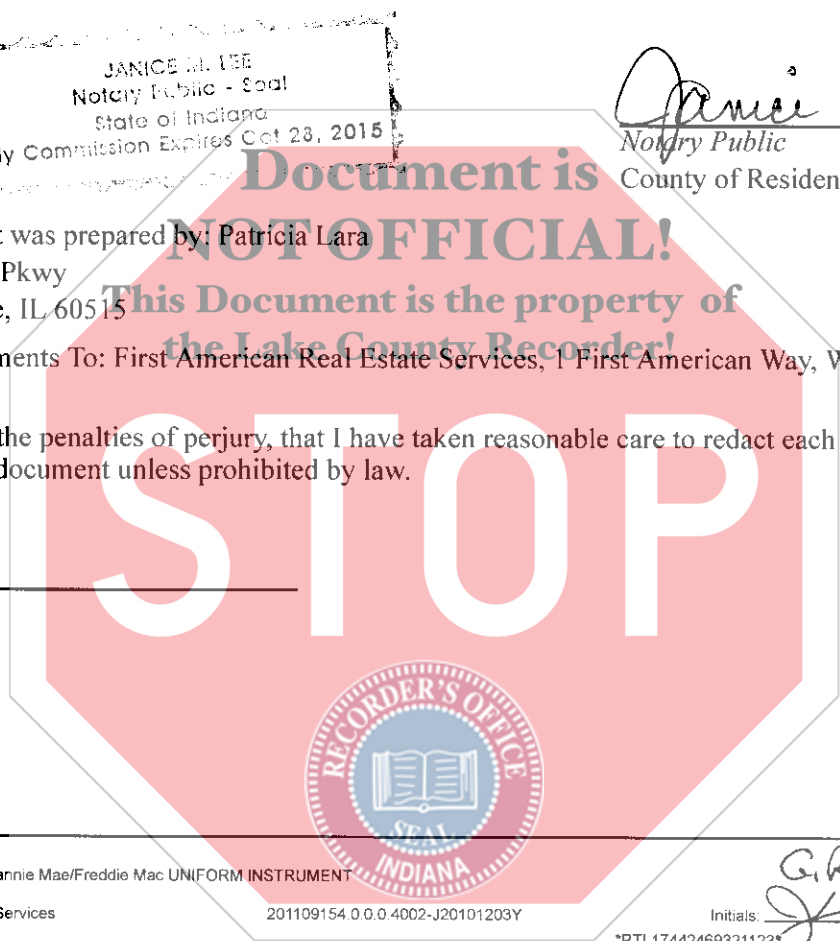 JANICE M. LEE
Notary Public - Seal
State of Indiana
y Commission Expires Oct 28, 2015
Janice
Notary Public
County of Residen
Document is
NOT OFFICIAL!
This Document is the property of
the Lake County Recorder!
t was prepared by: Patricia Lara
Pkwy
e, IL 60515
nents To: First American Real Estate Services, 1 First American Way, W
the penalties of perjury, that I have taken reasonable care to redact each
document unless prohibited by law.
STOP
RECORDER'S OFFICE
SEAL
INDIANA
annie Mae/Freddie Mac UNIFORM INSTRUMENT
Services
201109154.0.0.0.4002-J20101203Y
Initials: